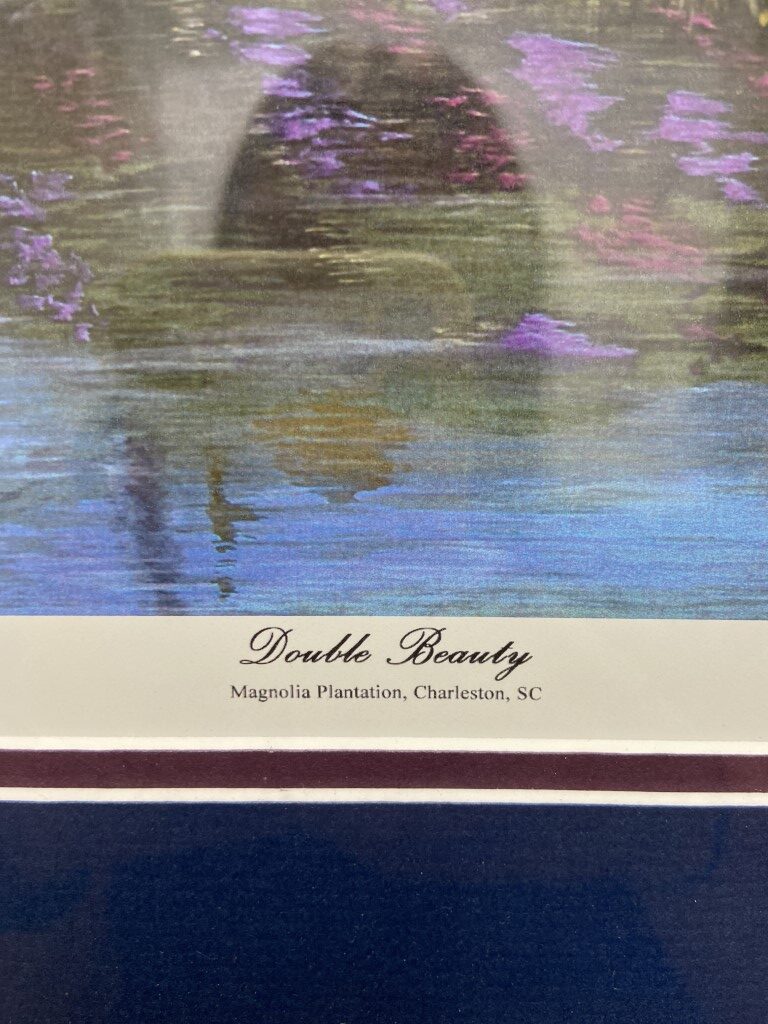 Double Beauty
Magnolia Plantation, Charleston, SC